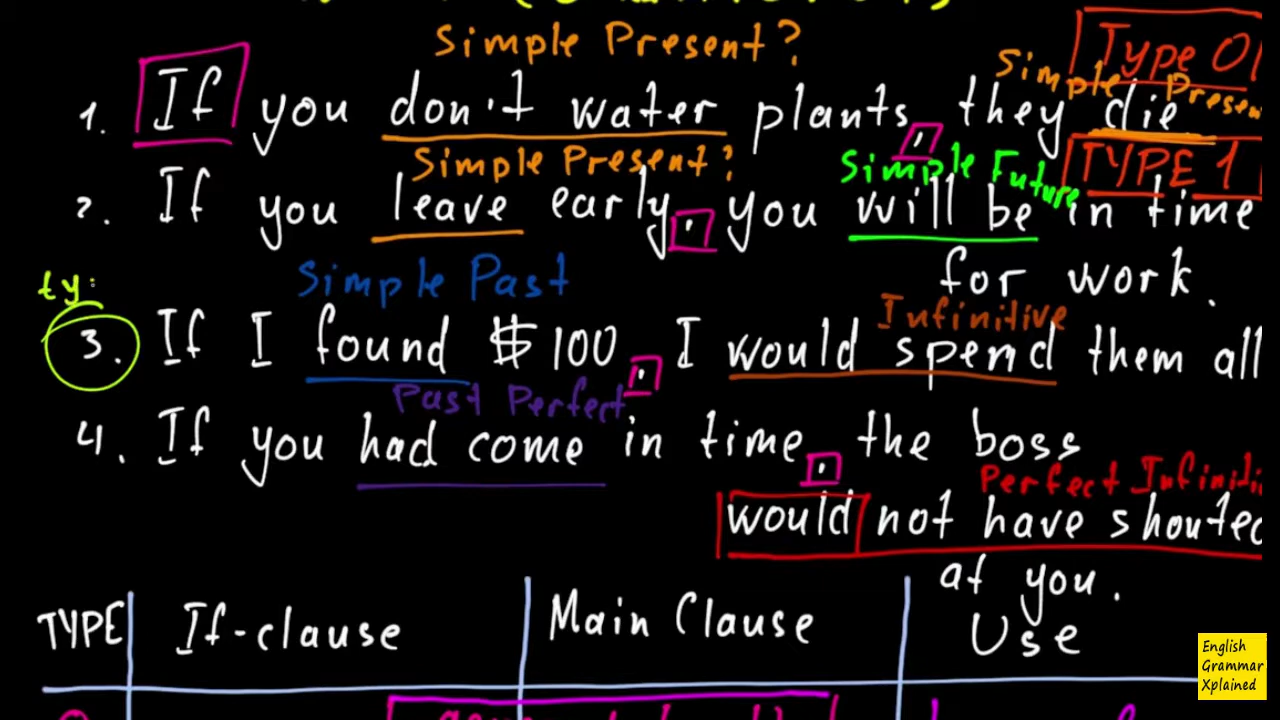 Simple Present?
Type 0
Simple Present
1. If you don't water plants, they die
Simple Present?
Simple Future
TYPE 1
2. If you leave early, you will be in time
for work.
ty:
Simple Past
Infinitive
3. If I found $100, I would spend them all
Past Perfect
4. If you had come in time, the boss
Perfect Infiniti
would not have shouted
at you.
TYPE If-clause Main Clause Use
English
Grammar
Xplained